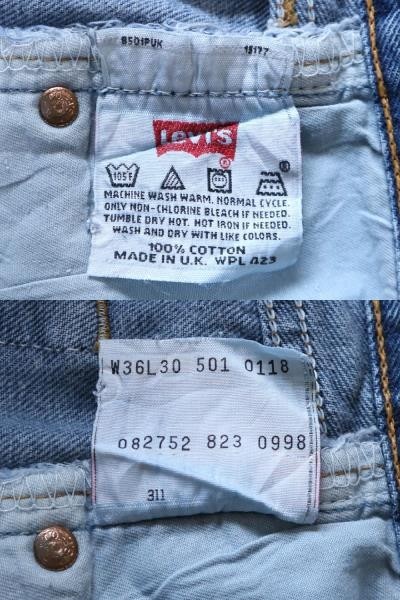 8501PUK 15177
Levi's
®
105F
®
MACHINE WASH WARM. NORMAL CYCLE.
ONLY NON-CHLORINE BLEACH IF NEEDED.
TUMBLE DRY HOT. HOT IRON IF NEEDED.
WASH AND DRY WITH LIKE COLORS.
100% COTTON
MADE IN U.K. WPL 423
W36L30 501 0118
082752 823 0998
311